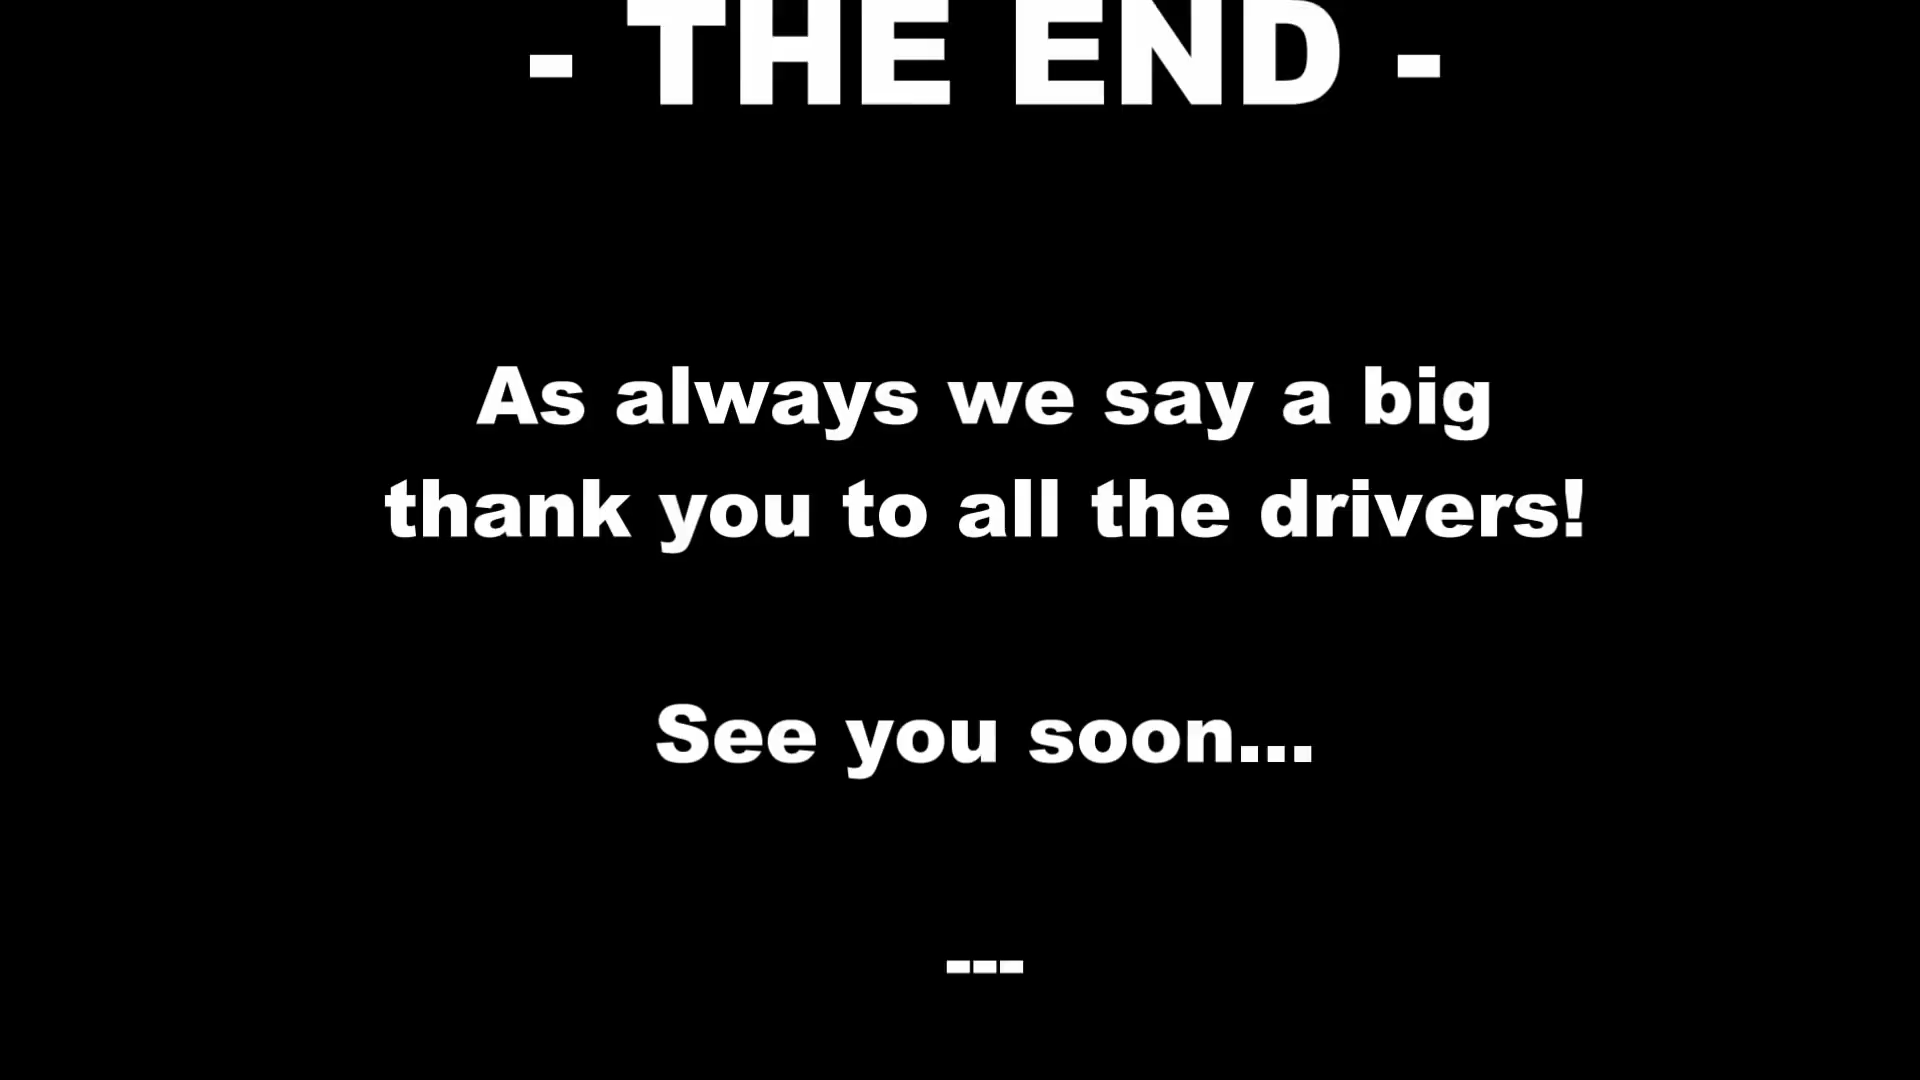 - THE END -
As always we say a big
thank you to all the drivers!
See you soon...
---